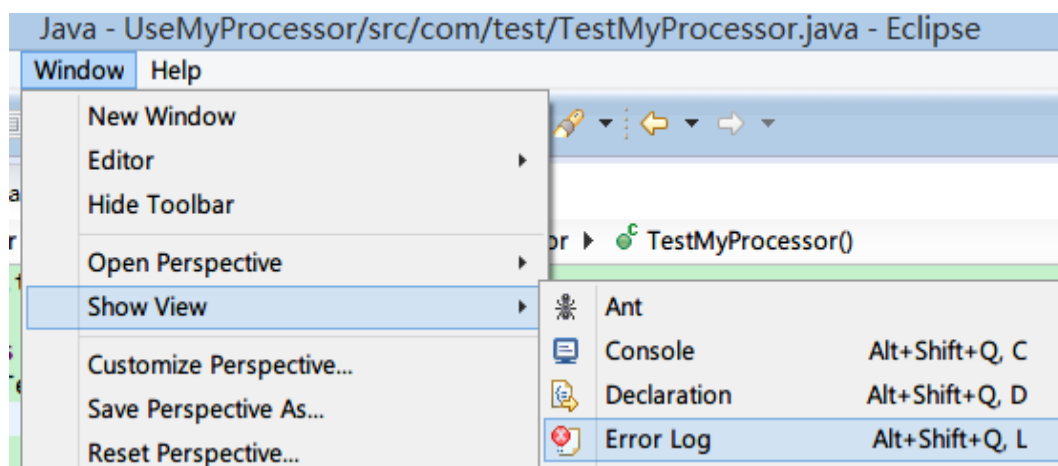 Java - UseMyProcessor/src/com/test/TestMyProcessor.java - Eclipse
Window Help
New Window
Editor
Hide Toolbar
TestMyProcessor()
Open Perspective
Show View
Customize Perspective...
Save Perspective As...
Reset Perspective...
Ant
Console Alt+Shift+Q, C
Declaration Alt+Shift+Q, D
Error Log Alt+Shift+Q, L